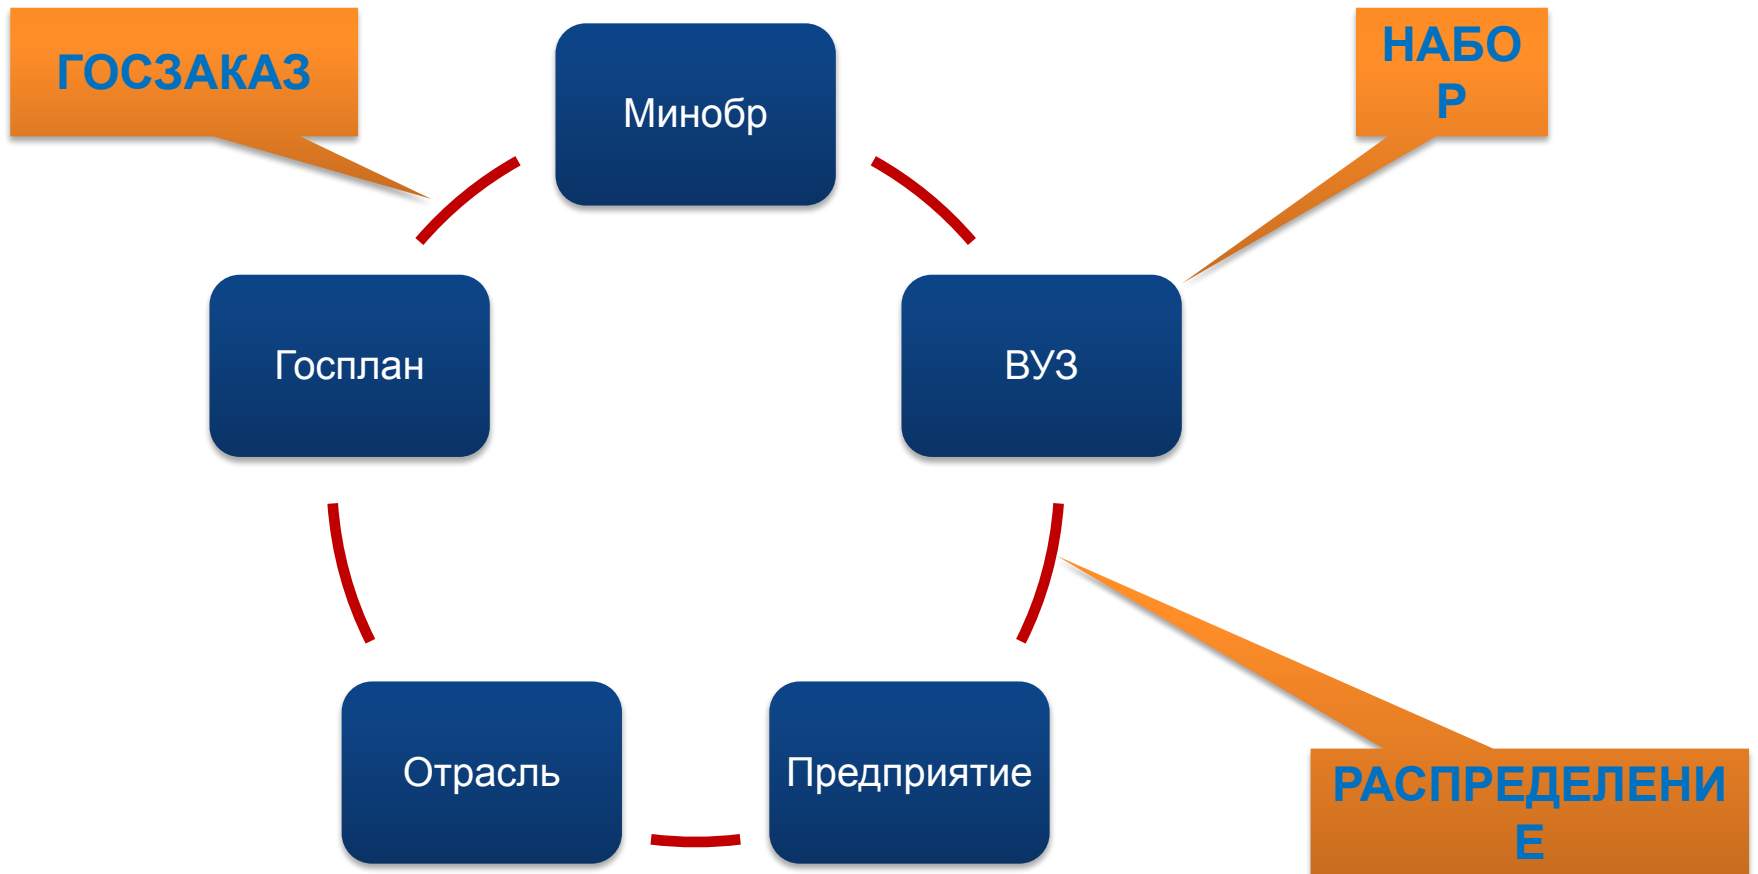 ГОСЗАКАЗ
Минобр
НАБО
Р
Госплан
ВУЗ
Отрасль
Предприятие
РАСПРЕДЕЛЕНИ
Е